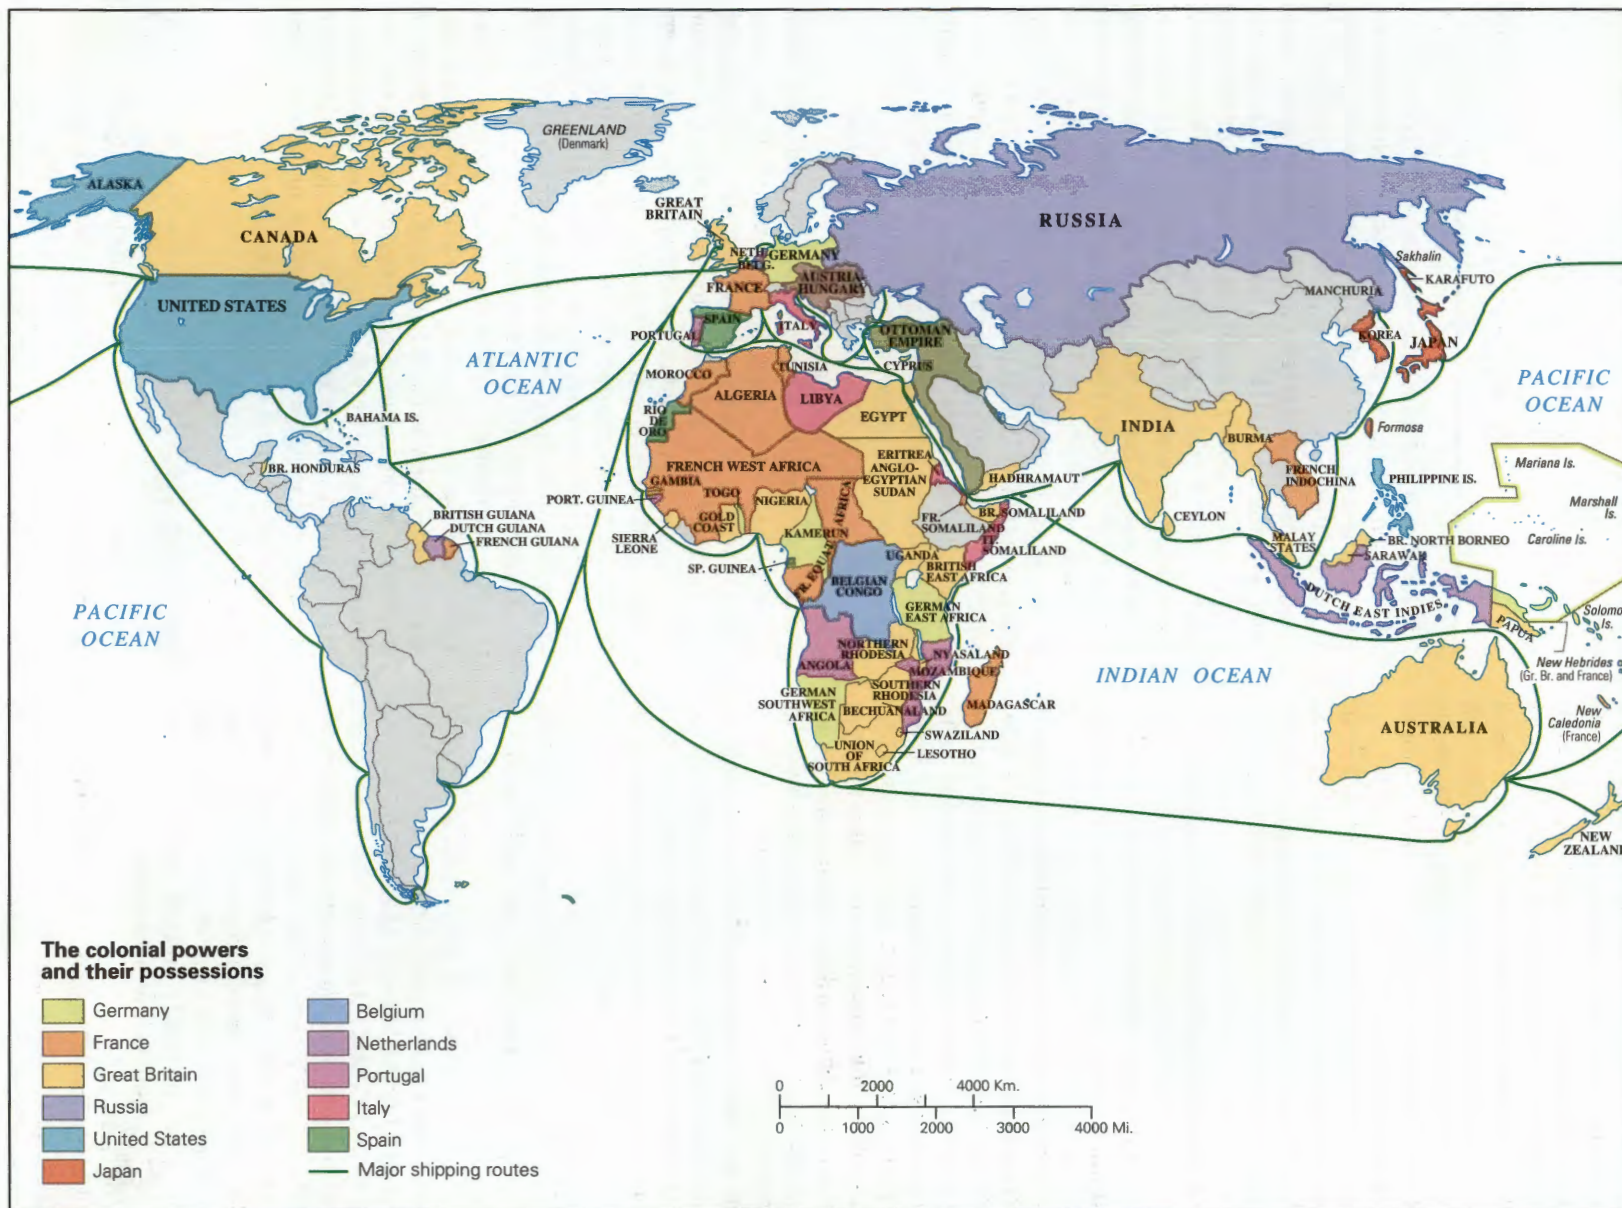 GREENLAND
(Denmark)
ALASKA
CANADA
UNITED STATES
GREAT
BRITAIN
NETH.
BELG.
GERMANY
AUSTRIA-
HUNGARY
FRANCE
SPAIN
PORTUGAL
ITALY
RUSSIA
OTTOMAN
EMPIRE
CYPRUS
Sakhalin
KARAFUTO
MANCHURIA
KOREA
JAPAN
ATLANTIC
OCEAN
PACIFIC
OCEAN
BAHAMA IS.
BR. HONDURAS
BRITISH GUIANA
DUTCH GUIANA
FRENCH GUIANA
PACIFIC
OCEAN
MOROCCO
ALGERIA
TUNISIA
LIBYA
EGYPT
RIO
DE
ORO
FRENCH WEST AFRICA
GAMBIA
PORT. GUINEA
SIERRA
LEONE
TOGO
GOLD
COAST
NIGERIA
KAMERUN
SP. GUINEA
FR. EQUAT. AFRICA
ERITREA
ANGLO-
EGYPTIAN
SUDAN
HADHRAMAUT
FR.
SOMALILAND
BR. SOMALILAND
IT.
SOMALILAND
UGANDA
BRITISH
EAST AFRICA
BELGIAN
CONGO
GERMAN
EAST AFRICA
NORTHERN
RHODESIA
ANGOLA
NYASALAND
MOZAMBIQUE
GERMAN
SOUTHWEST
AFRICA
SOUTHERN
RHODESIA
BECHUANALAND
MADAGASCAR
SWAZILAND
LESOTHO
UNION
OF
SOUTH AFRICA
INDIA
BURMA
CEYLON
FRENCH
INDOCHINA
Formosa
PHILIPPINE IS.
MALAY
STATES
BR. NORTH BORNEO
SARAWAK
DUTCH EAST INDIES
PAPUA
Mariana Is.
Marshall
Is.
Caroline Is.
Solomo
Is.
New Hebrides
(Gr. Br. and France)
New
Caledonia
(France)
INDIAN OCEAN
AUSTRALIA
NEW
ZEALAND
The colonial powers
and their possessions
Germany
France
Great Britain
Russia
United States
Japan
Belgium
Netherlands
Portugal
Italy
Spain
Major shipping routes
0 2000 4000 Km.
0 1000 2000 3000 4000 Mi.